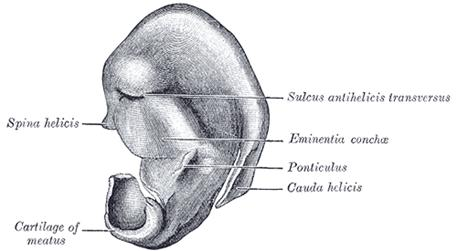 Sulcus antihelicis transversus
Spina helicis
Eminentia conchæ
Ponticulus
Cauda helicis
Cartilage of
meatus